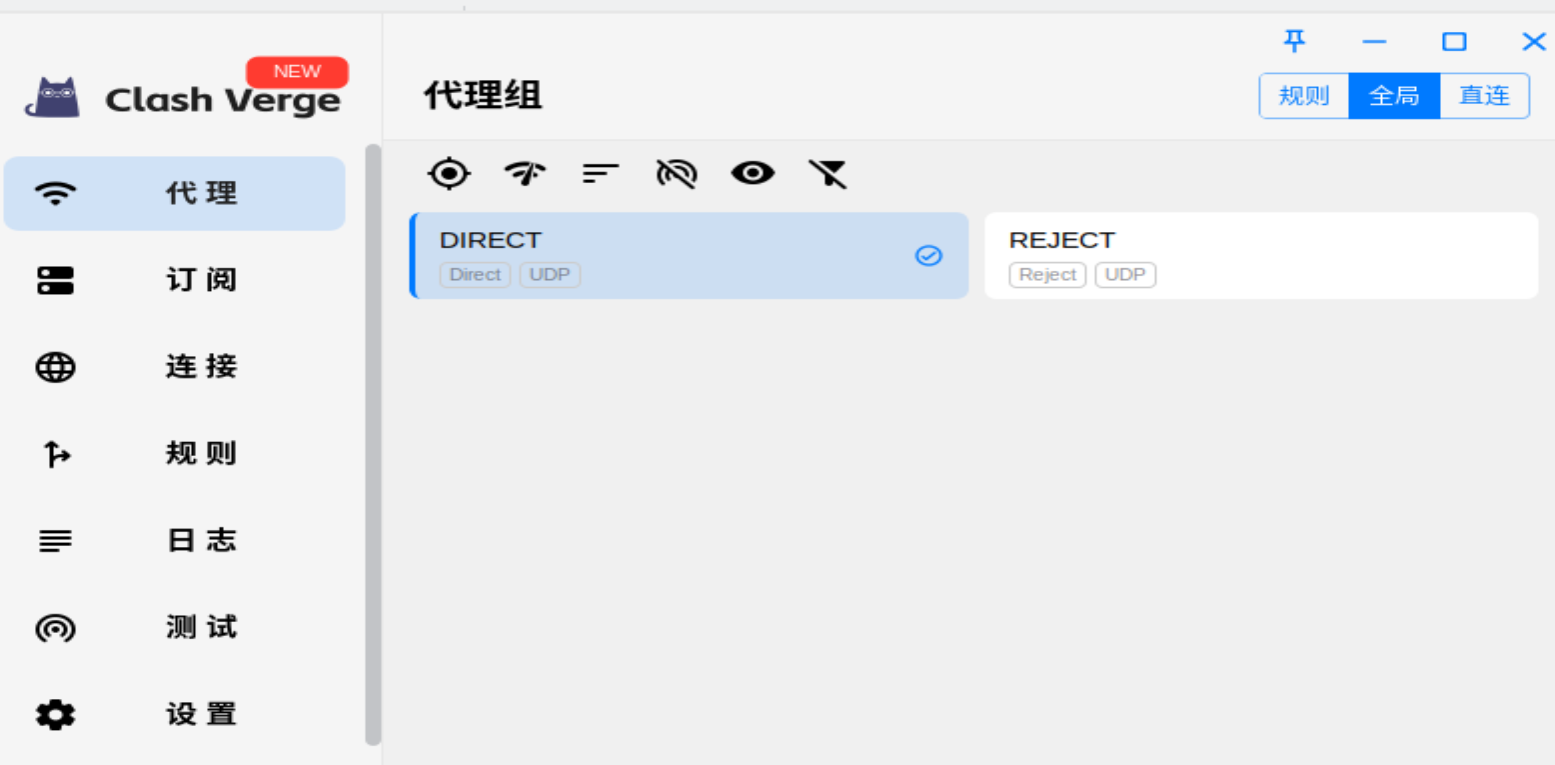 NEW
Clash Verge
代理组
规则 全局 直连
代 理
订 阅
连 接
规 则
日 志
测 试
设 置
DIRECT
Direct UDP
REJECT
Reject UDP